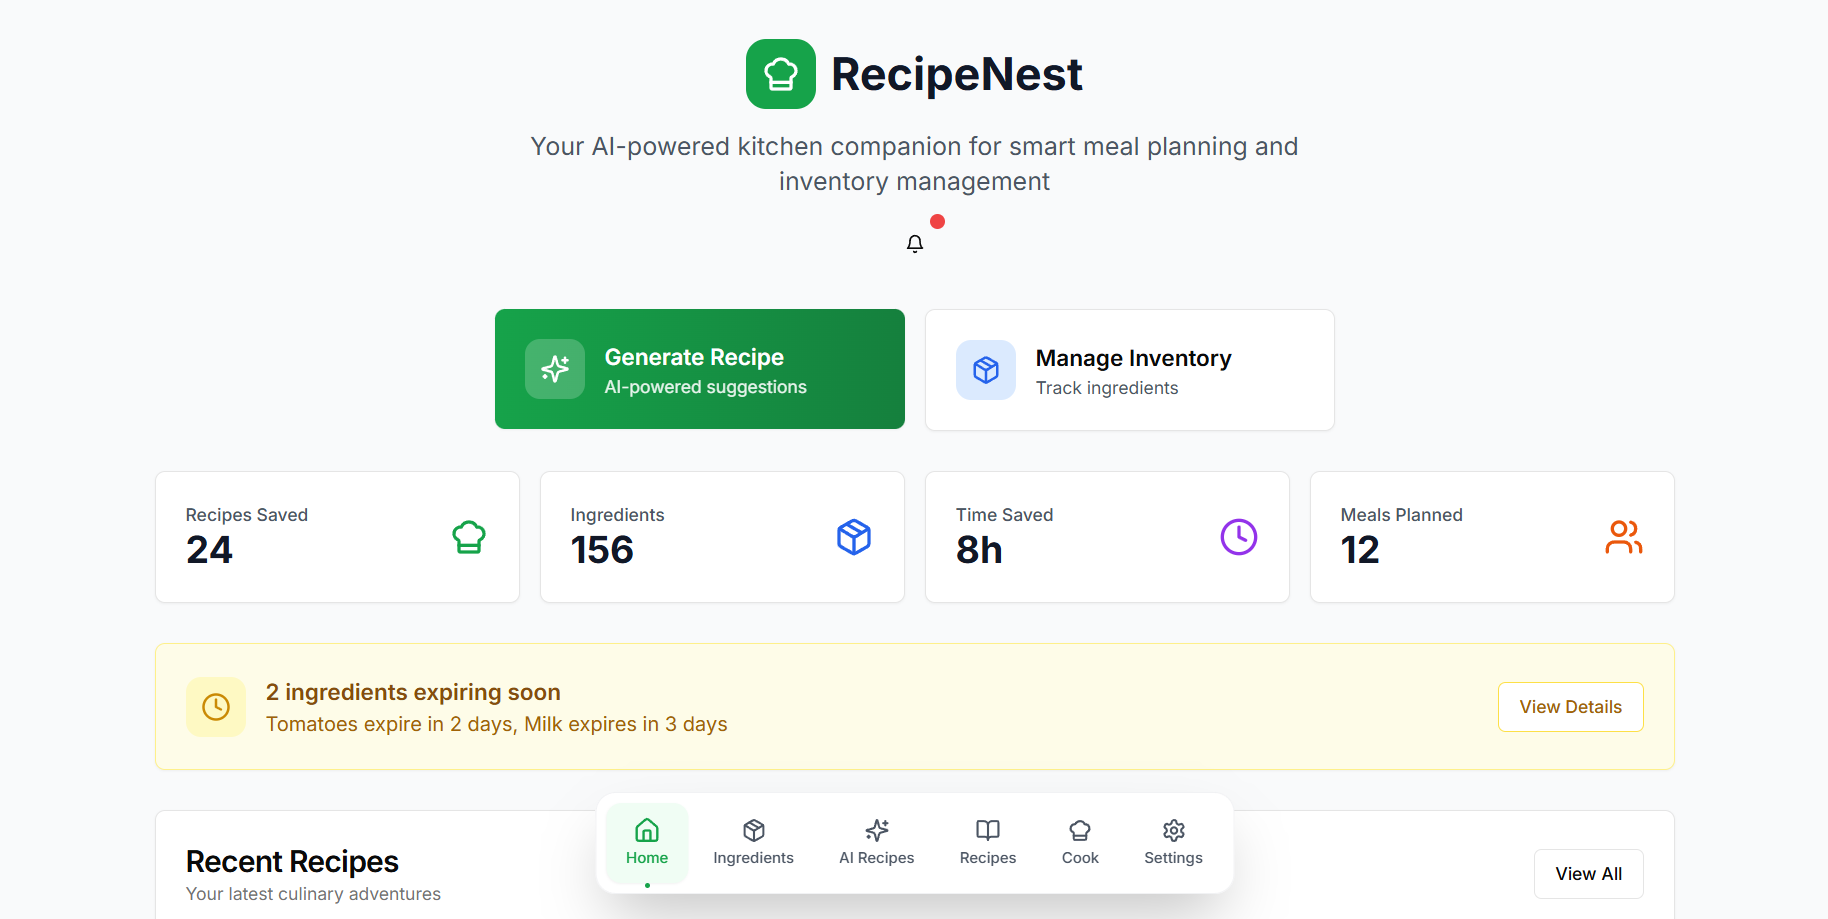 RecipeNest
Your AI-powered kitchen companion for smart meal planning and
inventory management
Generate Recipe
AI-powered suggestions
Manage Inventory
Track ingredients
Recipes Saved
24
Ingredients
156
Time Saved
8h
Meals Planned
12
2 ingredients expiring soon
Tomatoes expire in 2 days, Milk expires in 3 days
View Details
Recent Recipes
Your latest culinary adventures
View All
Home
Ingredients
AI Recipes
Recipes
Cook
Settings